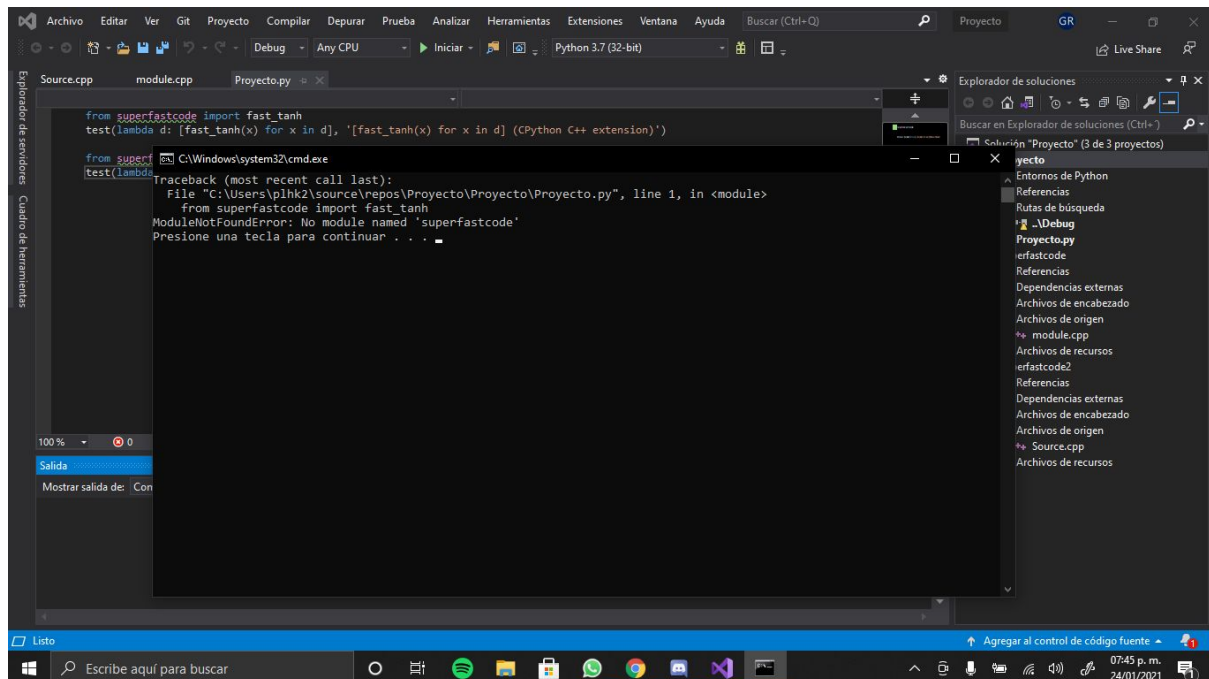 Archivo Editar Ver Git Proyecto Compilar Depurar Prueba Analizar Herramientas Extensiones Ventana Ayuda Buscar (Ctrl+Q) Proyecto GR
Debug Any CPU Iniciar Python 3.7 (32-bit) Live Share
Source.cpp module.cpp Proyecto.py
from superfastcode import fast_tanh
test(lambda d: [fast_tanh(x) for x in d], '[fast_tanh(x) for x in d] (CPython C++ extension)')
from superf
test(lambda
C:\Windows\system32\cmd.exe
Traceback (most recent call last):
File "C:\Users\plhk2\source\repos\Proyecto\Proyecto\Proyecto.py", line 1, in <module>
from superfastcode import fast_tanh
ModuleNotFoundError: No module named 'superfastcode'
Presione una tecla para continuar . . .
Explorador de servidores
Cuadro de herramientas
100 % 0
Salida
Mostrar salida de: Con
Explorador de soluciones
Buscar en Explorador de soluciones (Ctrl+´)
Solución "Proyecto" (3 de 3 proyectos)
yecto
Entornos de Python
Referencias
Rutas de búsqueda
..\Debug
Proyecto.py
erfastcode
Referencias
Dependencias externas
Archivos de encabezado
Archivos de origen
++ module.cpp
Archivos de recursos
erfastcode2
Referencias
Dependencias externas
Archivos de encabezado
Archivos de origen
++ Source.cpp
Archivos de recursos
Listo Agregar al control de código fuente 1
Escribe aquí para buscar 07:45 p. m.
24/01/2021 1